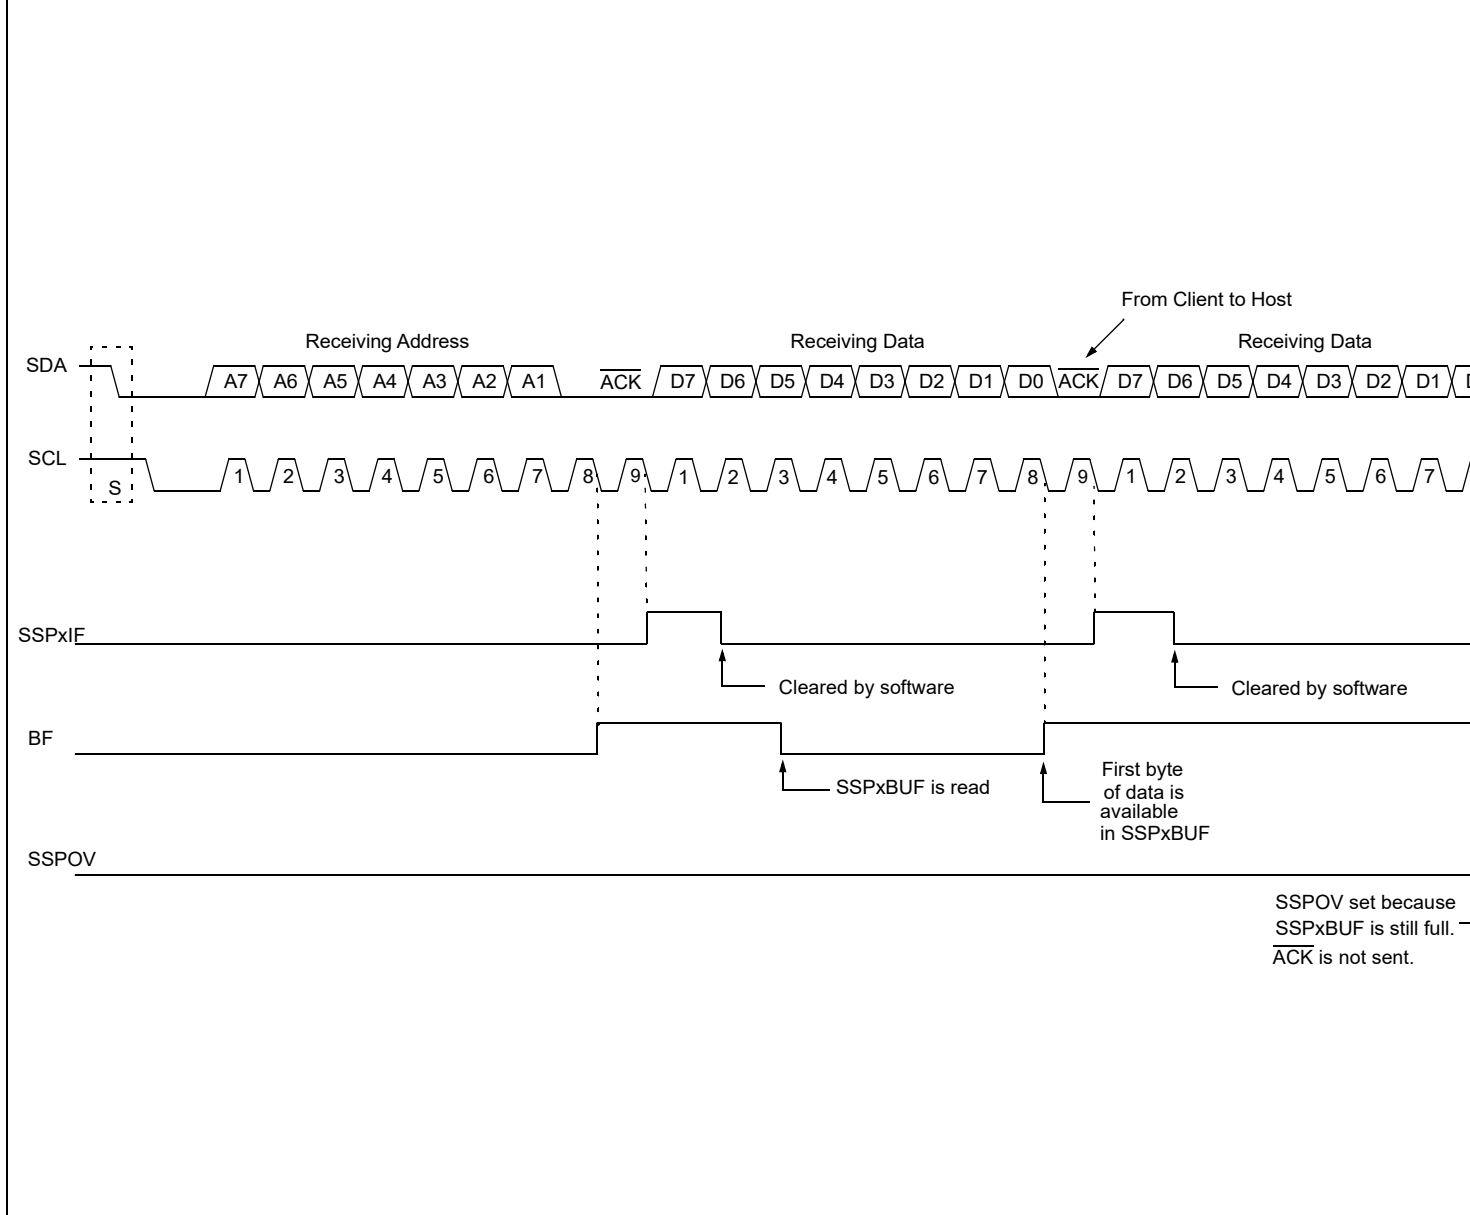 From Client to Host
Receiving Address
Receiving Data
Receiving Data
SDA
A7 A6 A5 A4 A3 A2 A1 ACK D7 D6 D5 D4 D3 D2 D1 D0 ACK D7 D6 D5 D4 D3 D2 D1
SCL
S
1 2 3 4 5 6 7 8 9 1 2 3 4 5 6 7 8 9 1 2 3 4 5 6 7
SSPxIF
Cleared by software
Cleared by software
BF
SSPxBUF is read
First byte
of data is
available
in SSPxBUF
SSPOV
SSPOV set because
SSPxBUF is still full.
ACK is not sent.